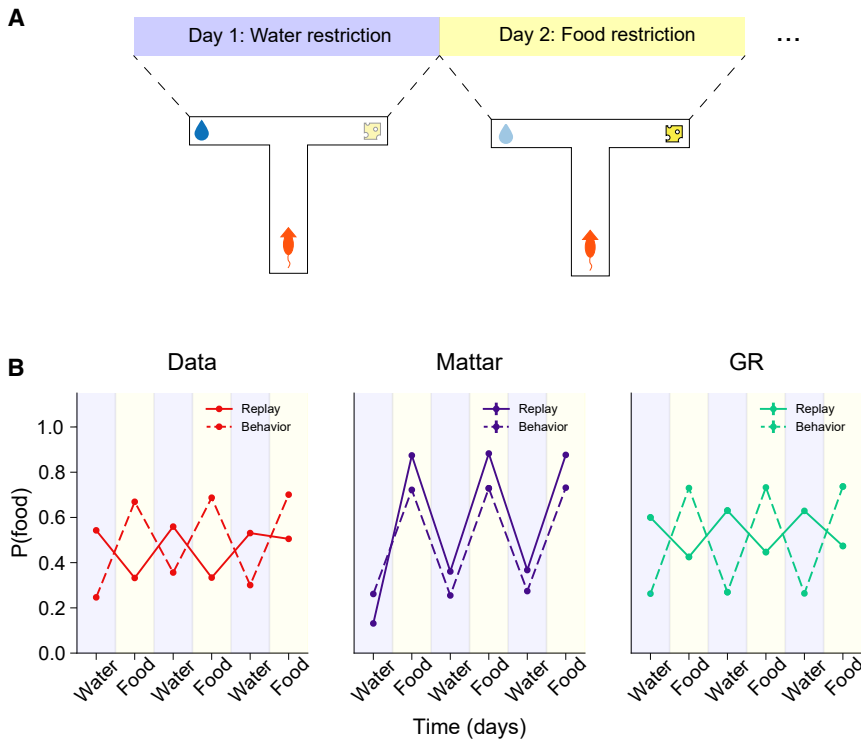 A
Day 1: Water restriction
Day 2: Food restriction
...
B
Data
Mattar
GR
Replay
Behavior
Replay
Behavior
Replay
Behavior
P(food)
1.0
0.8
0.6
0.4
0.2
0.0
Water
Food
Water
Food
Water
Food
Water
Food
Water
Food
Water
Food
Water
Food
Water
Food
Water
Food
Time (days)